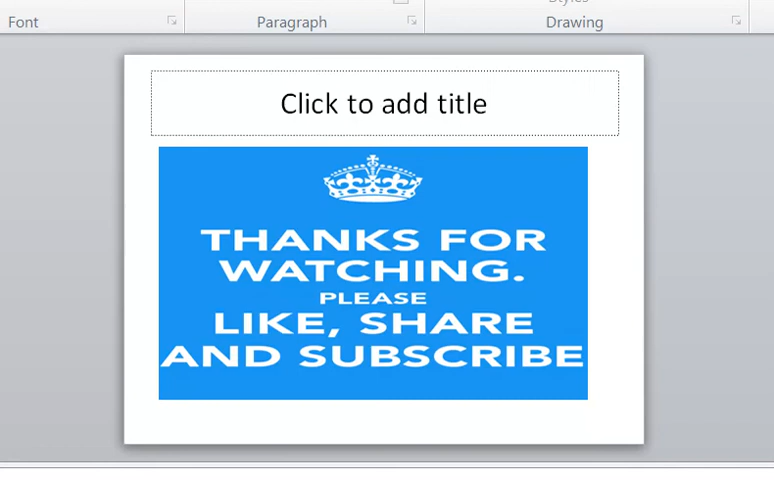 Font Paragraph Drawing
Click to add title
THANKS FOR
WATCHING.
PLEASE
LIKE, SHARE
AND SUBSCRIBE